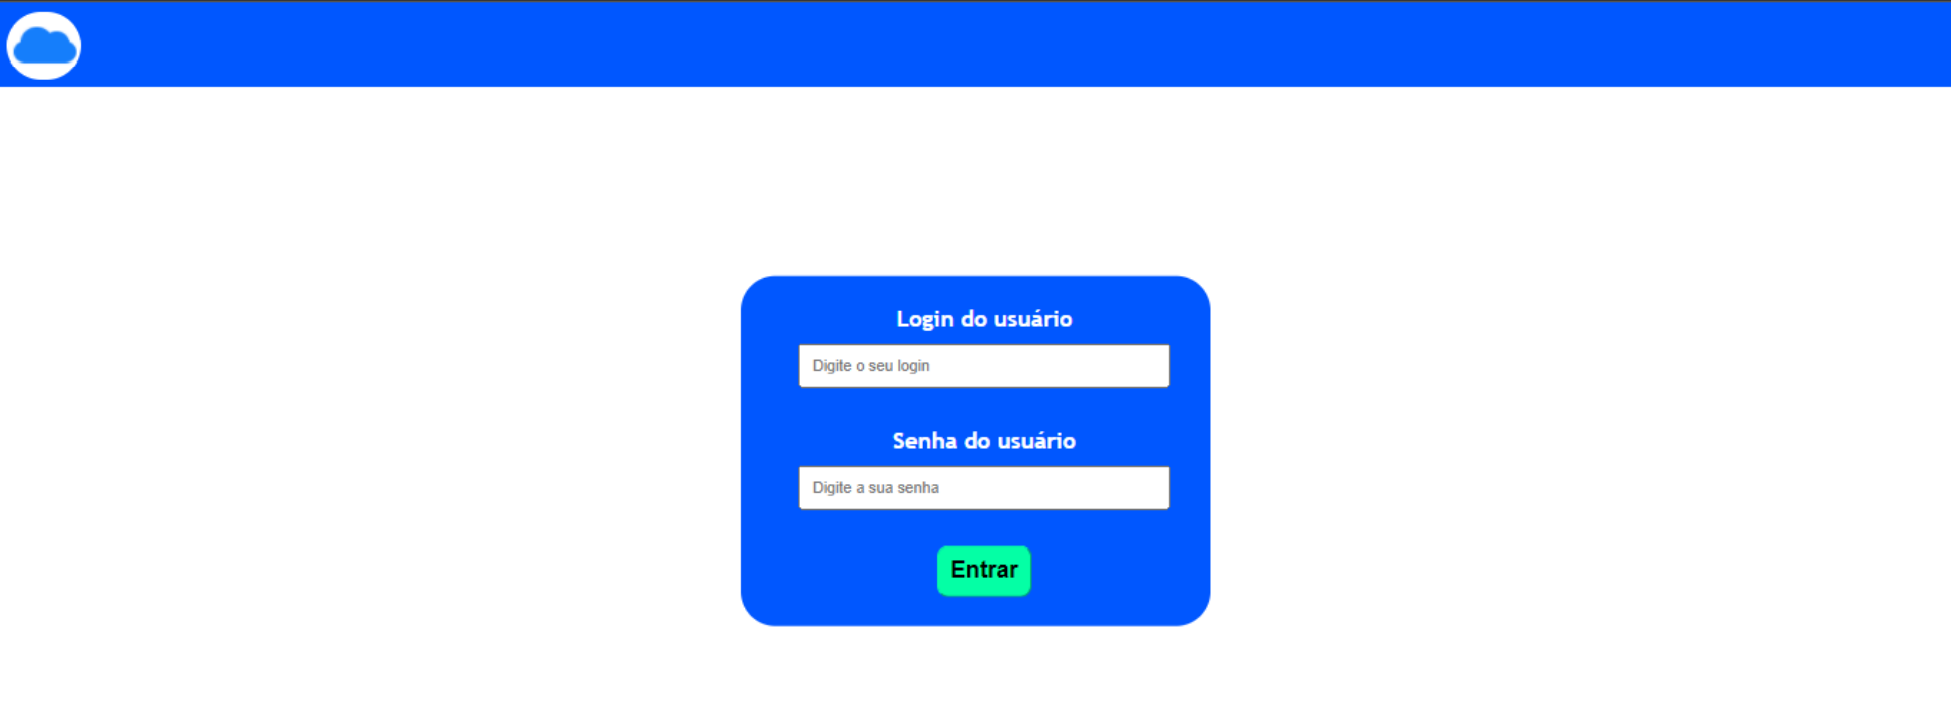 Login do usuário
Digite o seu login
Senha do usuário
Digite a sua senha
Entrar